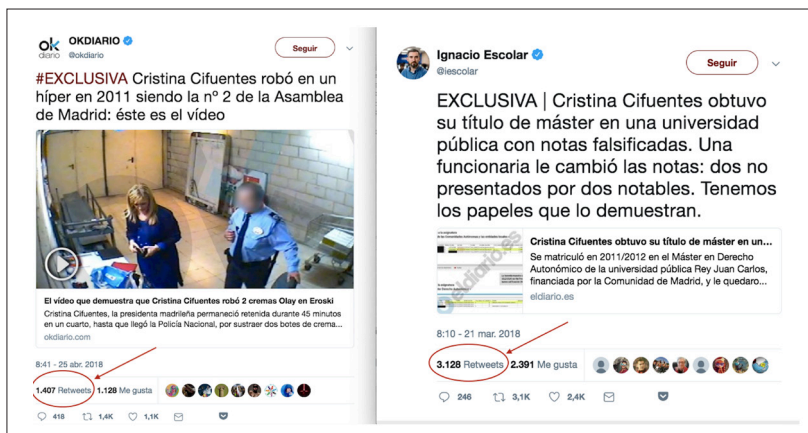 OKDIARIO
@okdiario
Seguir
#EXCLUSIVA Cristina Cifuentes robó en un
híper en 2011 siendo la nº 2 de la Asamblea
de Madrid: éste es el vídeo
El vídeo que demuestra que Cristina Cifuentes robó 2 cremas Olay en Eroski
Cristina Cifuentes, la presidenta madrileña permaneció retenida durante 45 minutos
en un cuarto, hasta que llegó la Policía Nacional, por sustraer dos botes de crema...
okdiario.com
8:41 - 25 abr. 2018
1.407 Retweets 1.128 Me gusta
418 1,4K 1,1K
Ignacio Escolar
@iescolar
Seguir
EXCLUSIVA | Cristina Cifuentes obtuvo
su título de máster en una universidad
pública con notas falsificadas. Una
funcionaria le cambió las notas: dos no
presentados por dos notables. Tenemos
los papeles que lo demuestran.
eldiario.es
Cristina Cifuentes obtuvo su título de máster en un...
Se matriculó en 2011/2012 en el Máster en Derecho
Autonómico de la universidad pública Rey Juan Carlos,
financiada por la Comunidad de Madrid, y le quedaro...
eldiario.es
8:10 - 21 mar. 2018
3.128 Retweets 2.391 Me gusta
246 3,1K 2,4K